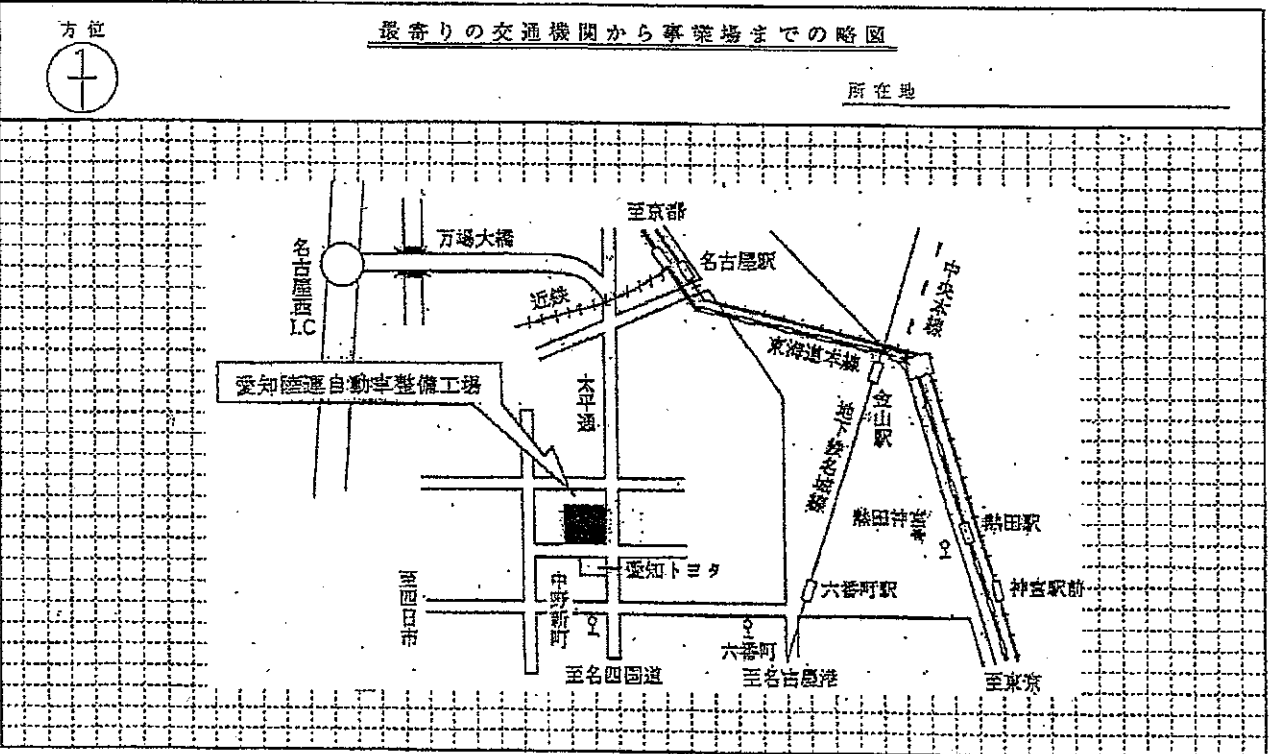 方位
最寄りの交通機関から事業場までの略図
所在地
至京都
万場大橋
名古屋駅
名古屋西I.C
近鉄
中央本線
東海道本線
愛知陸運自動車整備工場
太平通
金山駅
地下鉄名城線
熱田神宮
熱田駅
愛知トヨタ
至四日市
中野新町
六番町駅
神宮駅前
六番町
至名四国道
至名古屋港
至東京